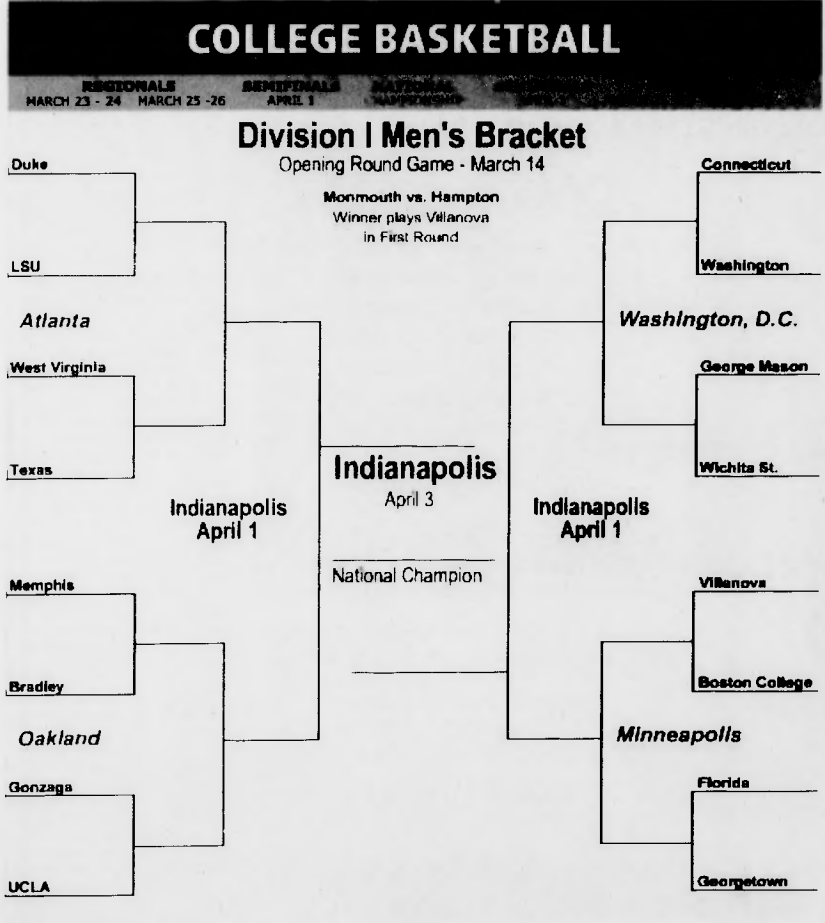 COLLEGE BASKETBALL
REGIONALS
MARCH 23 - 24 MARCH 25 -26
SEMIFINALS
APRIL 1
NATIONAL
Division I Men's Bracket
Opening Round Game - March 14
Monmouth vs. Hampton
Winner plays Villanova
in First Round
Duke
LSU
Atlanta
West Virginia
Texas
Indianapolis
April 1
Memphis
Bradley
Oakland
Gonzaga
UCLA
Indianapolis
April 3
National Champion
Connecticut
Washington
Washington, D.C.
George Mason
Wichita St.
Indianapolis
April 1
Villanova
Boston College
Minneapolis
Florida
Georgetown